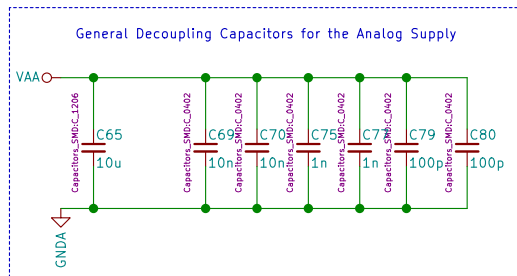 General Decoupling Capacitors for the Analog Supply
VAA
Capacitors_SMD:C_1206
C65
10u
Capacitors_SMD:C_0402
C69
10n
Capacitors_SMD:C_0402
C70
10n
Capacitors_SMD:C_0402
C75
1n
Capacitors_SMD:C_0402
C77
1n
Capacitors_SMD:C_0402
C79
100p
Capacitors_SMD:C_0402
C80
100p
GNDA